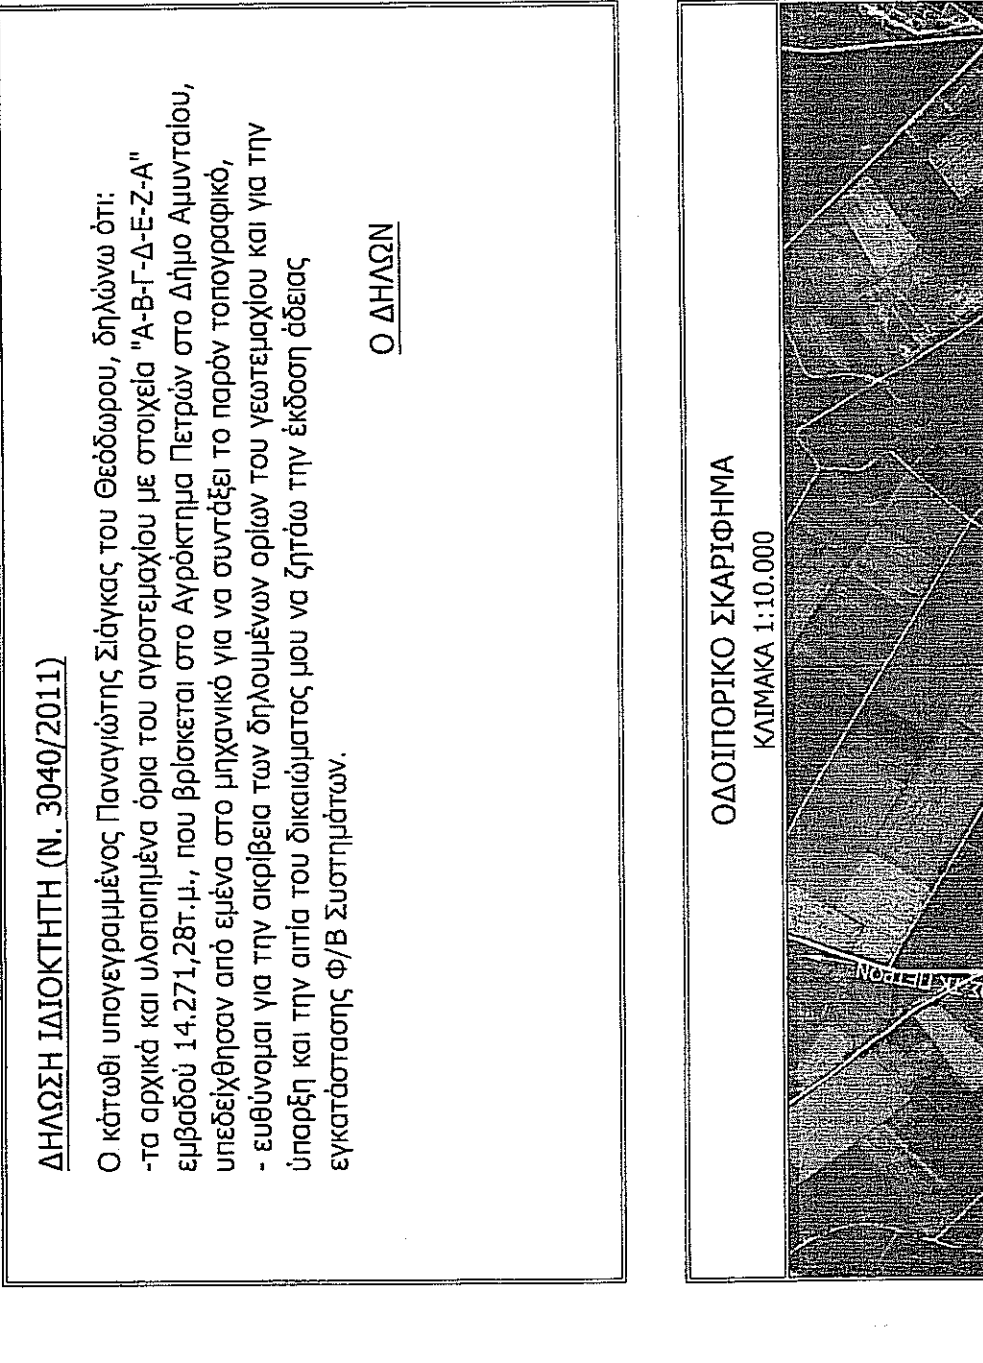 ΔΗΛΩΣΗ ΙΔΙΟΚΤΗΤΗ (Ν. 3040/2011)
Ο κάτωθι υπογεγραμμένος Παναγιώτης Σιάγκας του Θεόδωρου, δηλώνω ότι:
-τα αρχικά και υλοποιημένα όρια του αγροτεμαχίου με στοιχεία "Α-Β-Γ-Δ-Ε-Ζ-Α"
εμβαδού 14.271,28τ.μ., που βρίσκεται στο Αγρόκτημα Πετρών στο Δήμο Αμυνταίου,
υπεδείχθησαν από εμένα στο μηχανικό για να συντάξει το παρόν τοπογραφικό,
- ευθύνομαι για την ακρίβεια των δηλουμένων ορίων του γεωτεμαχίου και για την
ύπαρξη και την αιτία του δικαιώματος μου να ζητάω την έκδοση άδειας
εγκατάστασης Φ/Β Συστημάτων.
Ο ΔΗΛΩΝ
ΟΔΟΙΠΟΡΙΚΟ ΣΚΑΡΙΦΗΜΑ
ΚΛΙΜΑΚΑ 1:10.000
ΠΕΤΡΩΝ